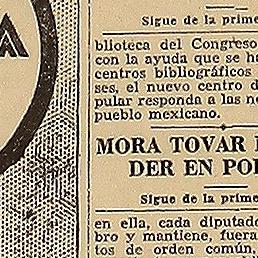 Sigue de la prime
blioteca del Congreso
con la ayuda que se ha
centros bibliográficos
ses, el nuevo centro d
pular responda a las ne
pueblo mexicano.
MORA TOVAR
DER EN PO
Sigue de la prime
en ella, cada diputado
bro y mantiene, fuera
tos de orden común,